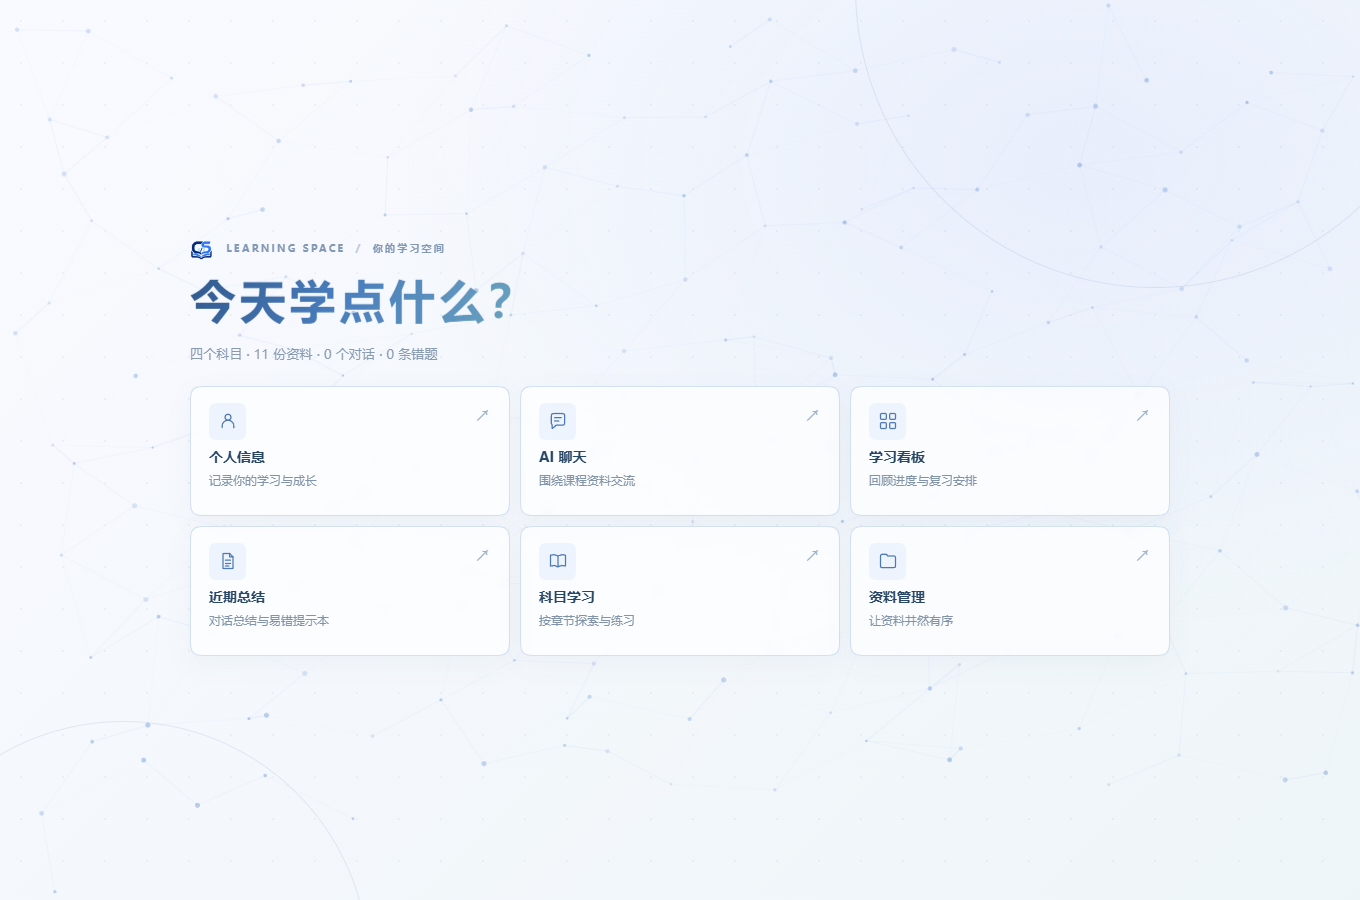 CS LEARNING SPACE / 你的学习空间
今天学点什么？
四个科目 · 11 份资料 · 0 个对话 · 0 条错题
个人信息
记录你的学习与成长
AI 聊天
围绕课程资料交流
学习看板
回顾进度与复习安排
近期总结
对话总结与易错提示本
科目学习
按章节探索与练习
资料管理
让资料井然有序